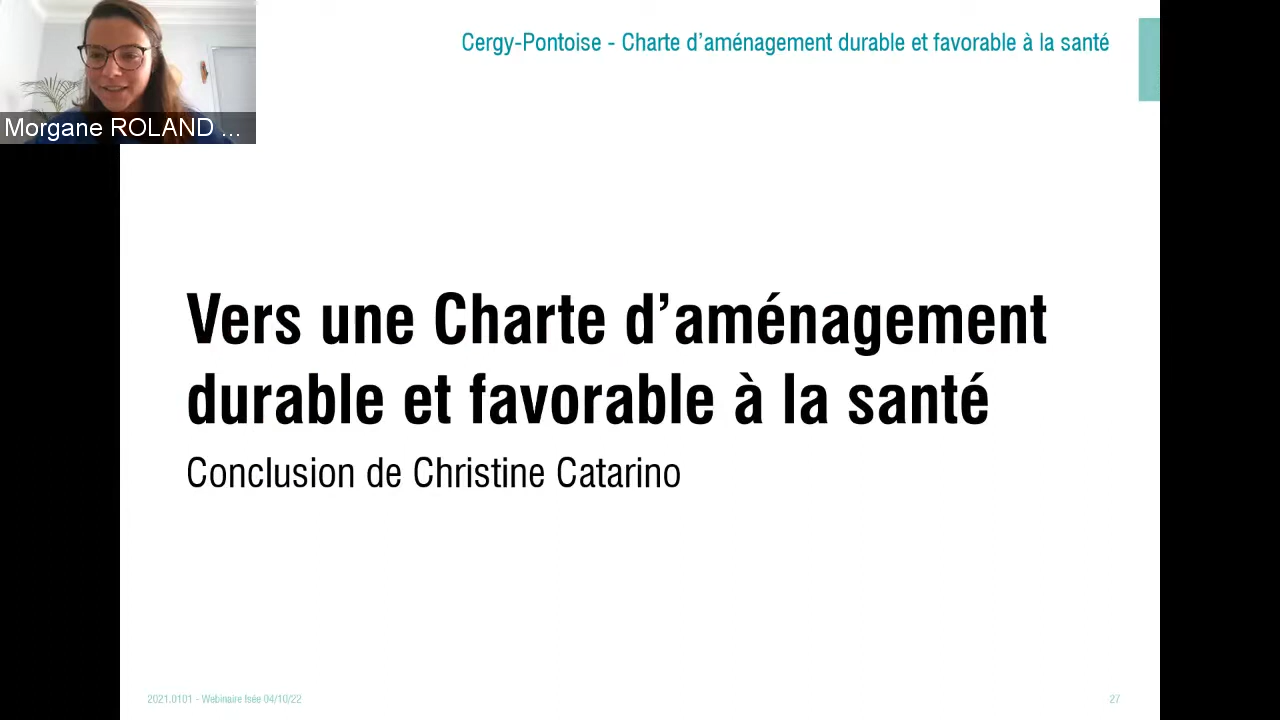 Cergy-Pontoise - Charte d’aménagement durable et favorable à la santé
Morgane ROLAND ...
Vers une Charte d’aménagement
durable et favorable à la santé
Conclusion de Christine Catarino
2021.0101 - Webinaire Isée 04/10/22
27